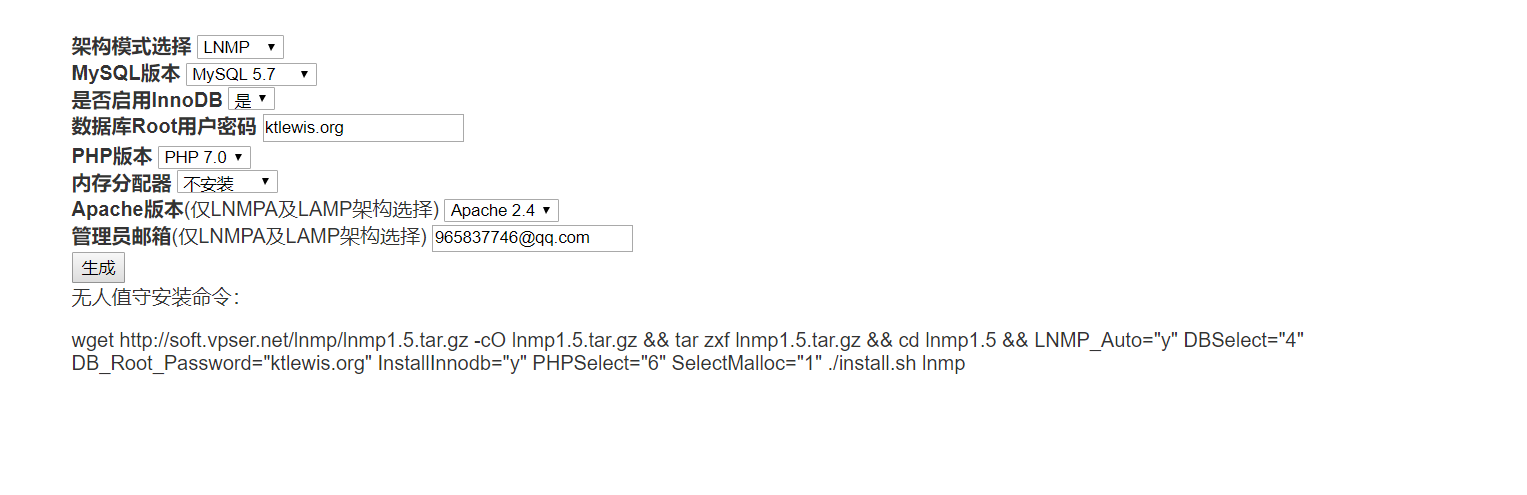 架构模式选择 LNMP
MySQL版本 MySQL 5.7
是否启用InnoDB 是
数据库Root用户密码 ktlewis.org
PHP版本 PHP 7.0
内存分配器 不安装
Apache版本(仅LNMPA及LAMP架构选择) Apache 2.4
管理员邮箱(仅LNMPA及LAMP架构选择) 965837746@qq.com
生成
无人值守安装命令：
wget http://soft.vpser.net/lnmp/lnmp1.5.tar.gz -cO lnmp1.5.tar.gz && tar zxf lnmp1.5.tar.gz && cd lnmp1.5 && LNMP_Auto="y" DBSelect="4"
DB_Root_Password="ktlewis.org" InstallInnodb="y" PHPSelect="6" SelectMalloc="1" ./install.sh lnmp